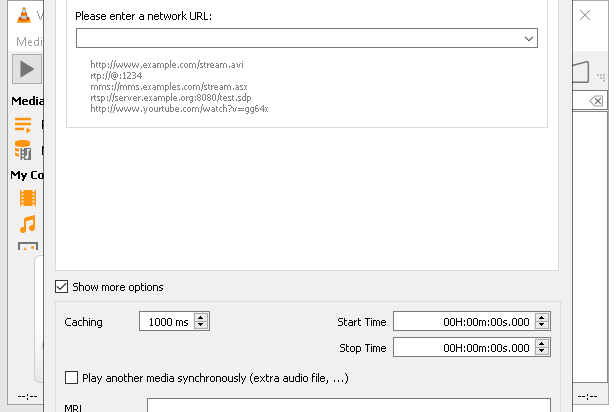 Please enter a network URL:
Medi
http://www.example.com/stream.avi
rtp://@:1234
mms://mms.examples.com/stream.asx
rtsp://server.example.org:8080/test.sdp
http://www.yourtube.com/watch?v=gg64x
Media
My Co
Show more options
Caching
1000 ms
Start Time
00H:00m:00s.000
Stop Time
00H:00m:00s.000
Play another media synchronously (extra audio file, ...)
--:--
--:--
MRL